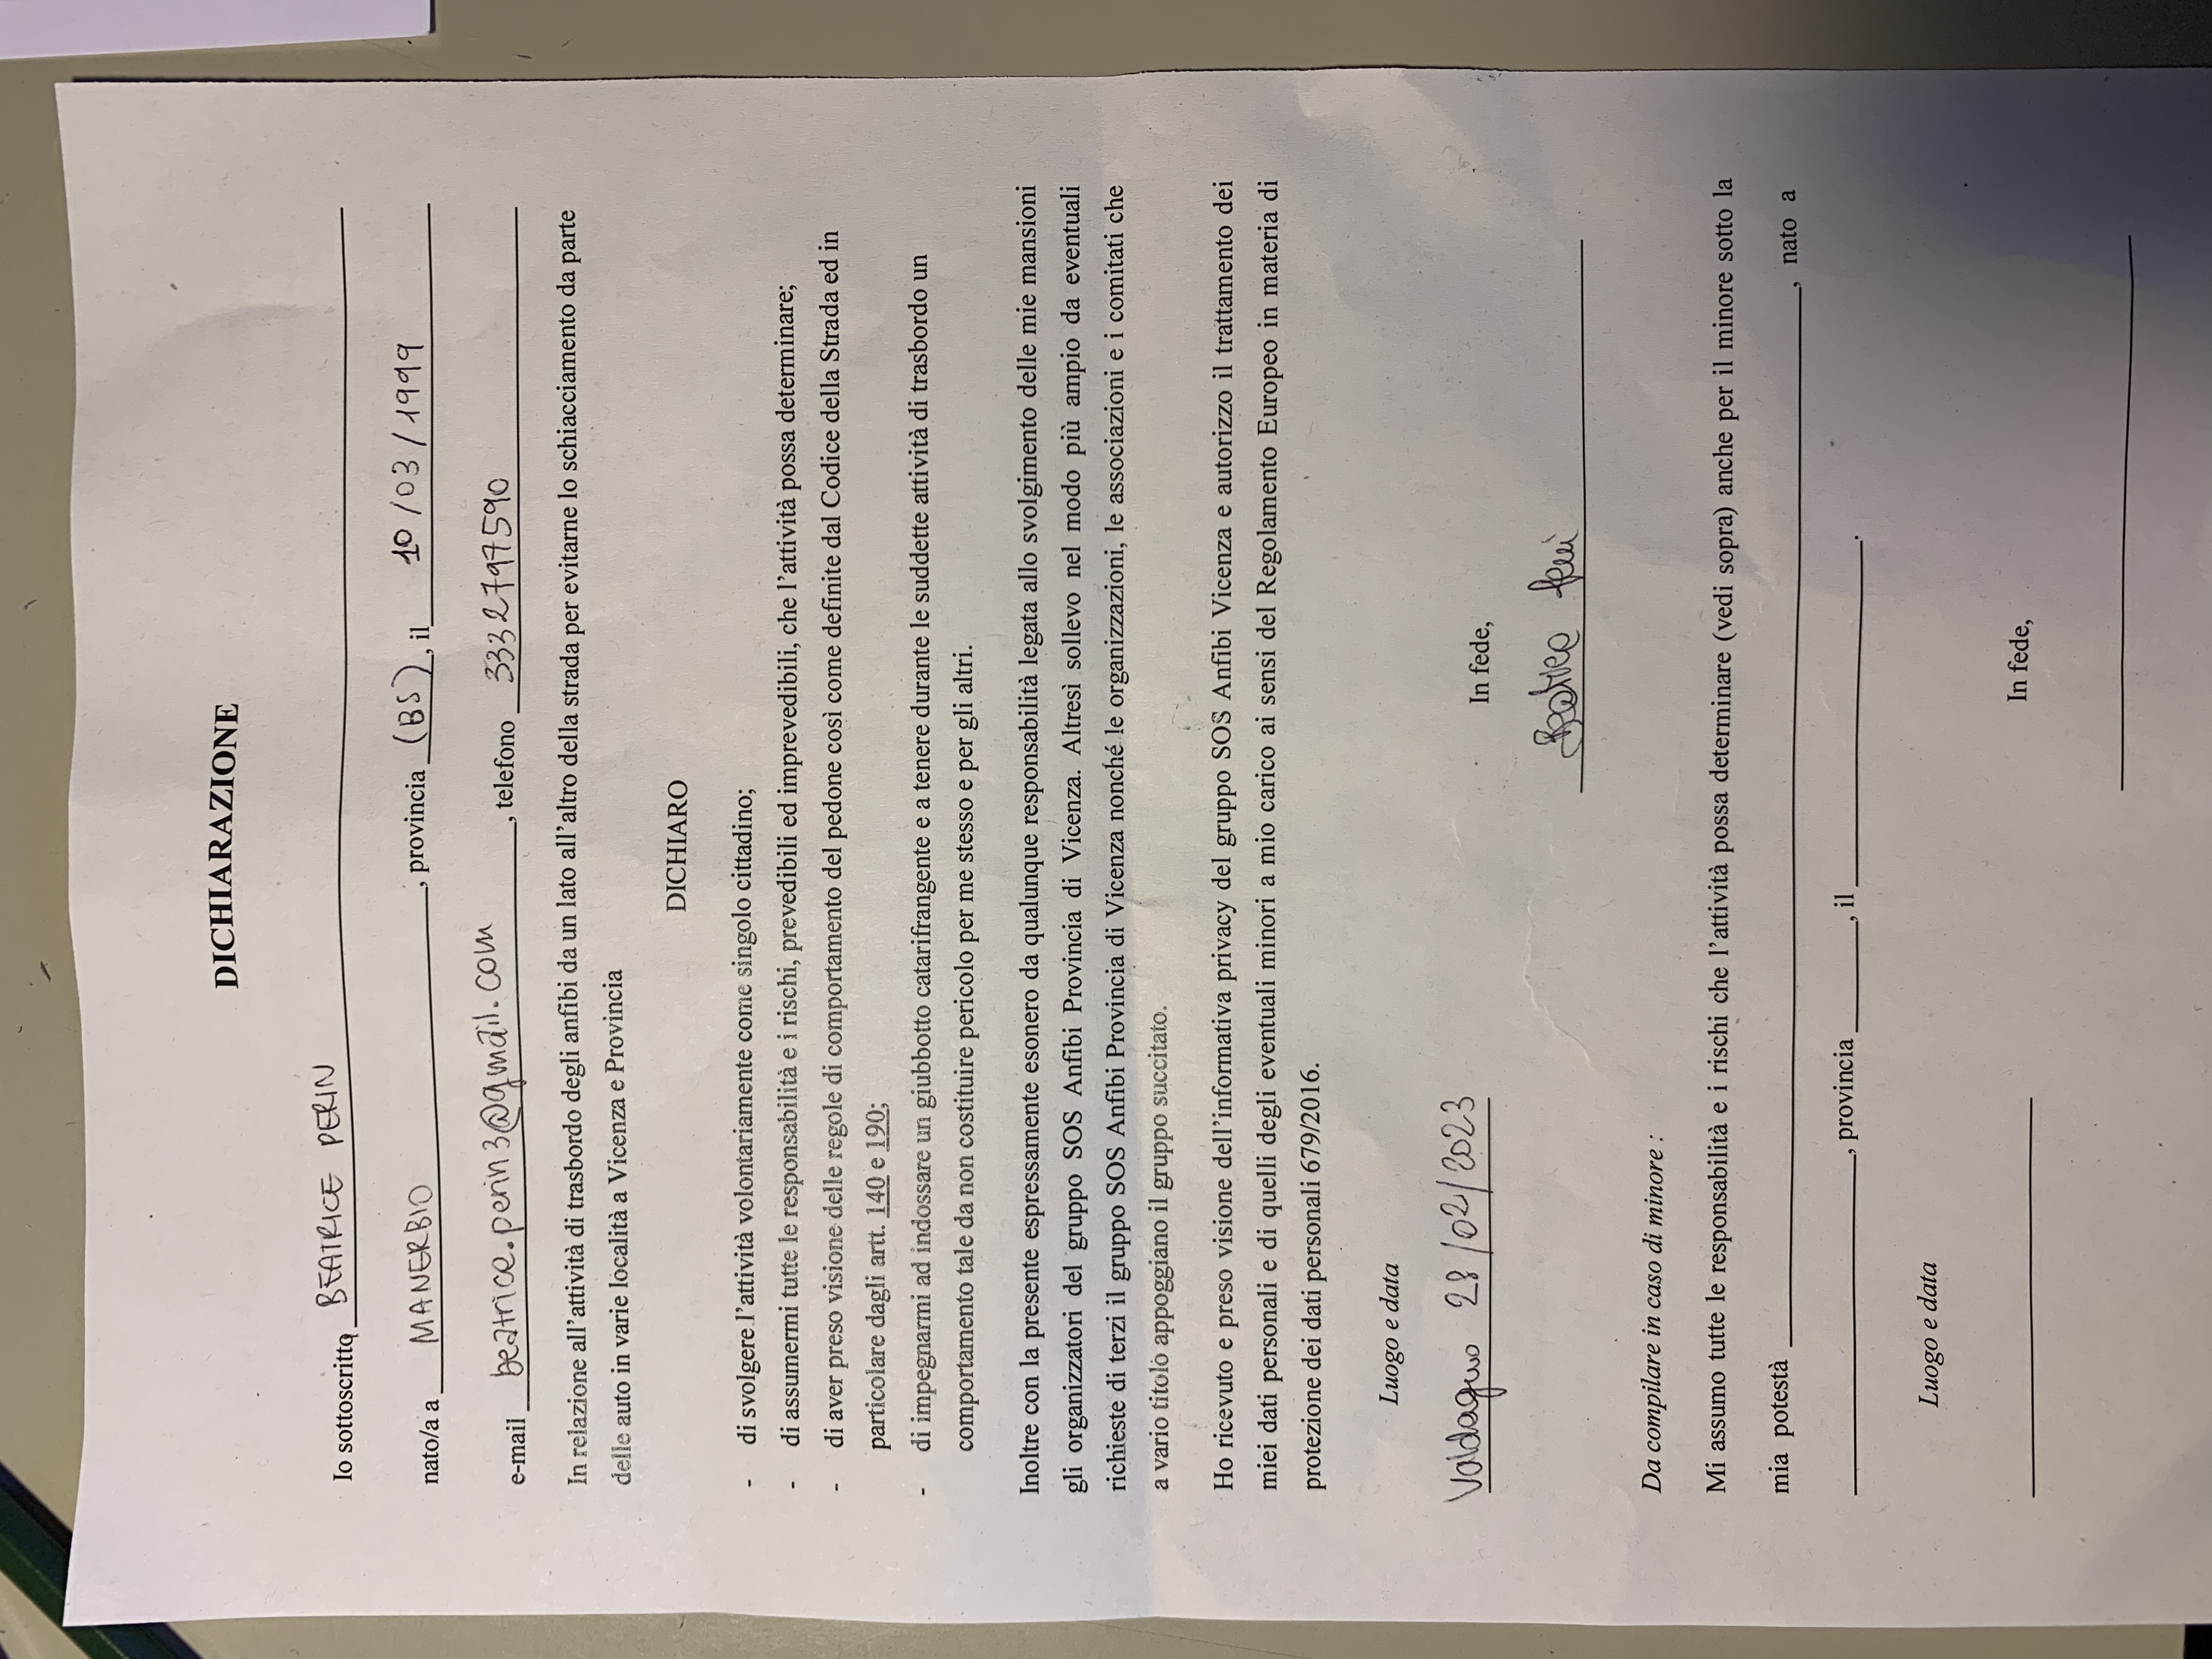 DICHIARAZIONE
Io sottoscritto BEATRICE PERIN
nato/a a MANERBIO, provincia (BS), il 10/03/1999
e-mail beatrice.perin3@gmail.com, telefono 3332797590
In relazione all'attività di trasbordo degli anfibi da un lato all'altro della strada per evitarne lo schiacciamento da parte
delle auto in varie località a Vicenza e Provincia
DICHIARO
- di svolgere l'attività volontariamente come singolo cittadino;
- di assumermi tutte le responsabilità e i rischi, prevedibili ed imprevedibili, che l'attività possa determinare;
- di aver preso visione delle regole di comportamento del pedone così come definite dal Codice della Strada ed in
particolare dagli artt. 140 e 190;
- di impegnarmi ad indossare un giubbotto catarifrangente e a tenere durante le suddette attività di trasbordo un
comportamento tale da non costituire pericolo per me stesso e per gli altri.
Inoltre con la presente espressamente esonero da qualunque responsabilità legata allo svolgimento delle mie mansioni
gli organizzatori del gruppo SOS Anfibi Provincia di Vicenza. Altresì sollevo nel modo più ampio da eventuali
richieste di terzi il gruppo SOS Anfibi Provincia di Vicenza nonché le organizzazioni, le associazioni e i comitati che
a vario titolo appoggiano il gruppo succitato.
Ho ricevuto e preso visione dell'informativa privacy del gruppo SOS Anfibi Vicenza e autorizzo il trattamento dei
miei dati personali e di quelli degli eventuali minori a mio carico ai sensi del Regolamento Europeo in materia di
protezione dei dati personali 679/2016.
Luogo e data
Valdagno 28/02/2023
In fede,
Beatrice Perin
Da compilare in caso di minore :
Mi assumo tutte le responsabilità e i rischi che l'attività possa determinare (vedi sopra) anche per il minore sotto la
mia potestà , nato a
, provincia , il .
Luogo e data
In fede,